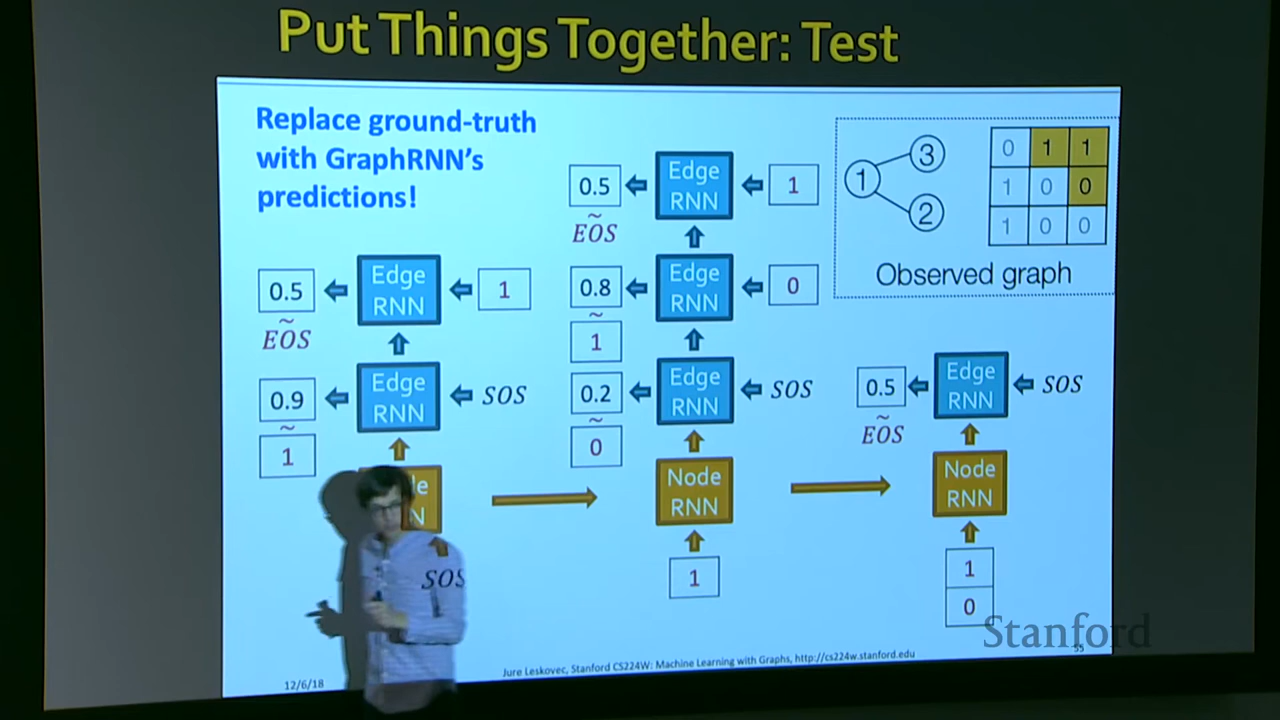 Put Things Together: Test
Replace ground-truth
with GraphRNN's
predictions!
0.5
Edge
RNN
1
EOS
0.9
Edge
RNN
SOS
1
SOS
0.5
Edge
RNN
1
EOS
0.8
Edge
RNN
0
1
0.2
Edge
RNN
SOS
0
Node
RNN
1
0.5
Edge
RNN
SOS
EOS
Node
RNN
1
0
1
3
2
0 1 1
1 0 0
1 0 0
Observed graph
Jure Leskovec, Stanford CS224W: Machine Learning with Graphs, http://cs224w.stanford.edu
12/6/18
Stanford